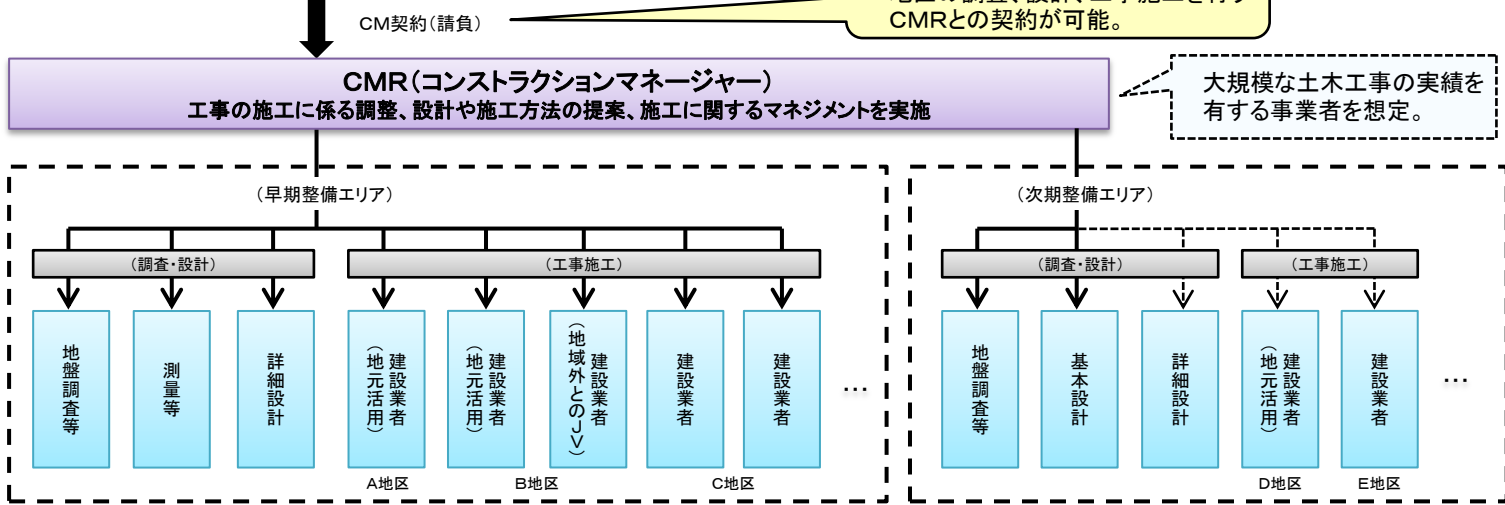 CM契約(請負)
CMRとの契約が可能。
CMR(コンストラクションマネージャー)
工事の施工に係る調整、設計や施工方法の提案、施工に関するマネジメントを実施
大規模な土木工事の実績を
有する事業者を想定。
(早期整備エリア)
(調査・設計)
(工事施工)
地盤調査等
測量等
詳細設計
建設業者
(地元活用)
建設業者
(地元活用)
建設業者
(地域外とのJV)
建設業者
建設業者
…
A地区
B地区
C地区
(次期整備エリア)
(調査・設計)
(工事施工)
地盤調査等
基本設計
詳細設計
建設業者
(地元活用)
建設業者
…
D地区
E地区